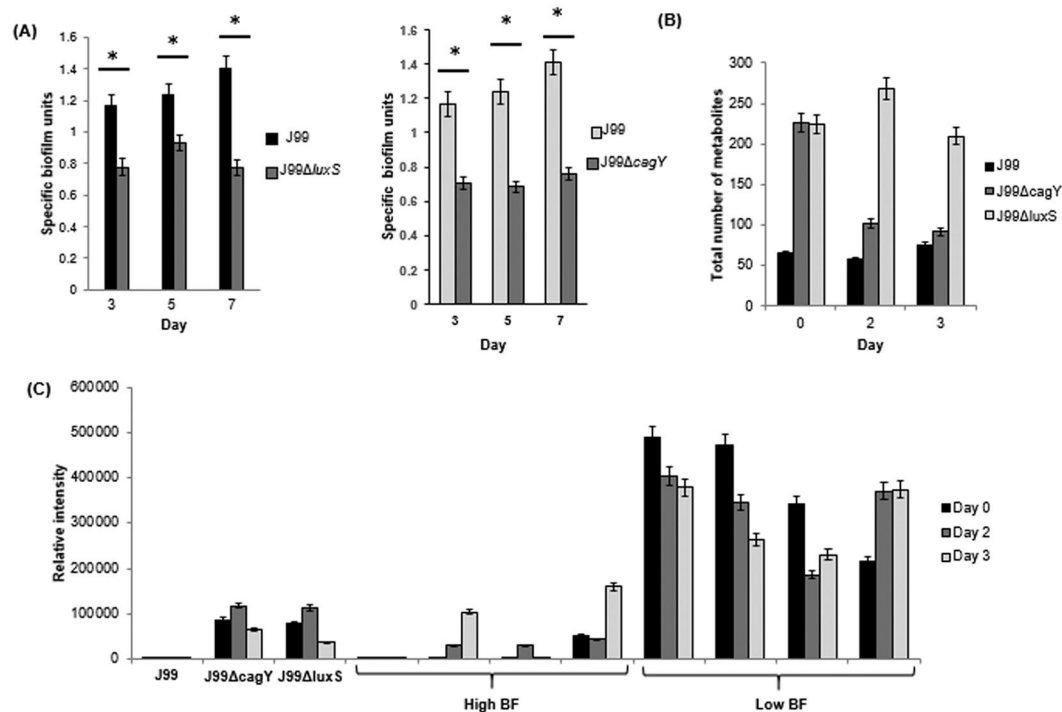 (A)
Specific biofilm units
1.6
1.4
1.2
1
0.8
0.6
0.4
0.2
0
*
*
*
3
5
7
Day
J99
J99ΔluxS
Specific biofilm units
1.6
1.4
1.2
1
0.8
0.6
0.4
0.2
0
*
*
*
3
5
7
Day
J99
J99ΔcagY
(B)
Total number of metabolites
300
250
200
150
100
50
0
0
2
3
Day
J99
J99ΔcagY
J99ΔluxS
(C)
Relative intensity
600000
500000
400000
300000
200000
100000
0
J99
J99ΔcagY
J99ΔluxS
High BF
Low BF
Day 0
Day 2
Day 3